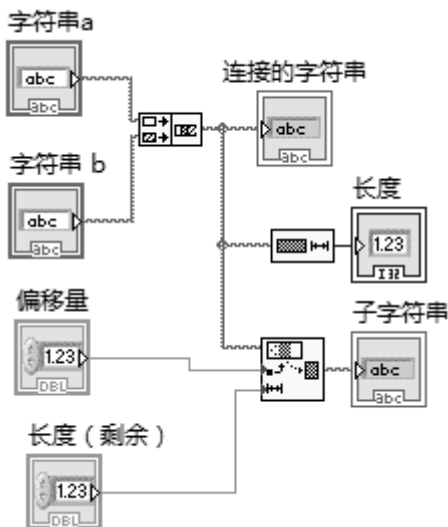 字符串a
abc
abc
连接的字符串
abc
abc
字符串 b
abc
abc
长度
1.23
I32
偏移量
1.23
DBL
子字符串
abc
abc
长度（剩余）
1.23
DBL